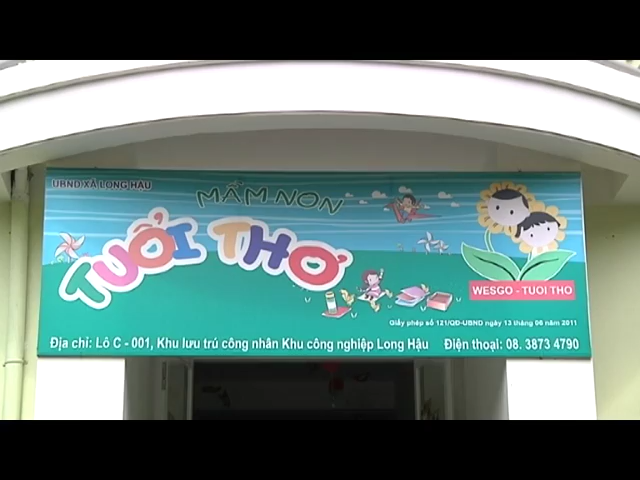 UBND XÃ LONG HẬU
MẦM NON
TUỔI THƠ
WESGO - TUOI THO
Giấy phép số 121/QĐ-UBND ngày 13 tháng 06 năm 2011
Địa chỉ: Lô C - 001, Khu lưu trú công nhân Khu công nghiệp Long Hậu Điện thoại: 08. 3873 4790